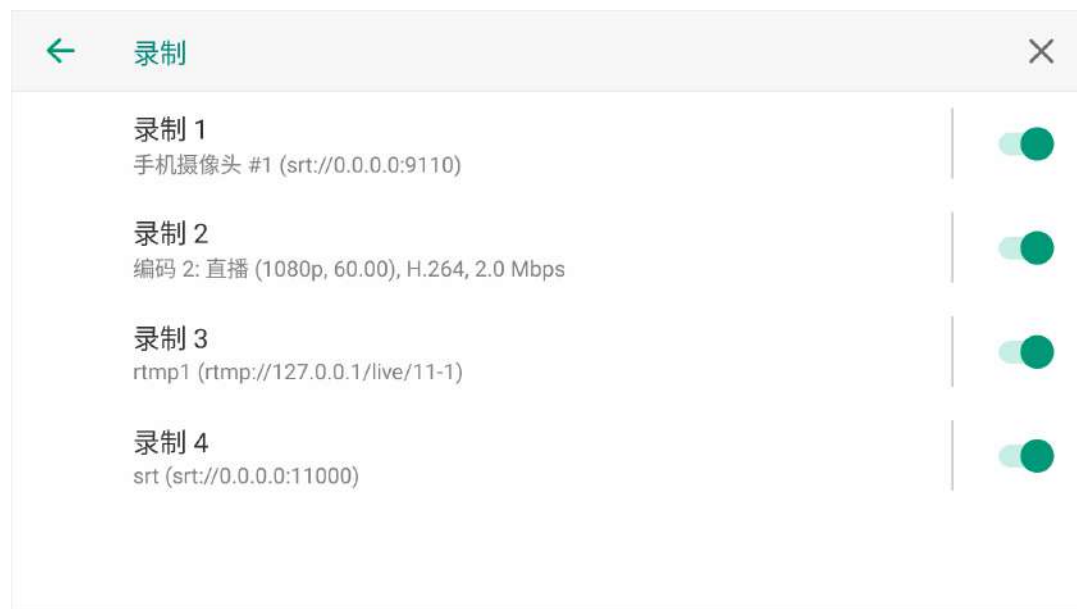 录制
录制 1
手机摄像头 #1 (srt://0.0.0.0:9110)
录制 2
编码 2: 直播 (1080p, 60.00), H.264, 2.0 Mbps
录制 3
rtmp1 (rtmp://127.0.0.1/live/11-1)
录制 4
srt (srt://0.0.0.0:11000)